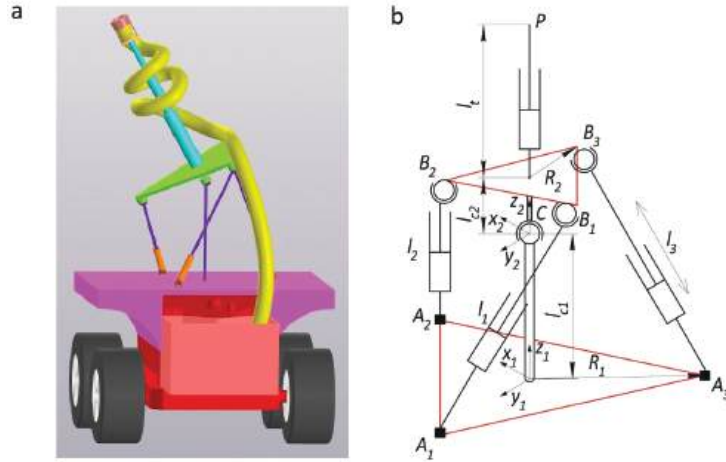 a
b
P
l_t
B_3
B_2
R_2
l_c2
z_2
C
x_2
B_1
y_2
l_2
l_3
l_c1
A_2
l_1
z_1
x_1
R_1
y_1
A_3
A_1